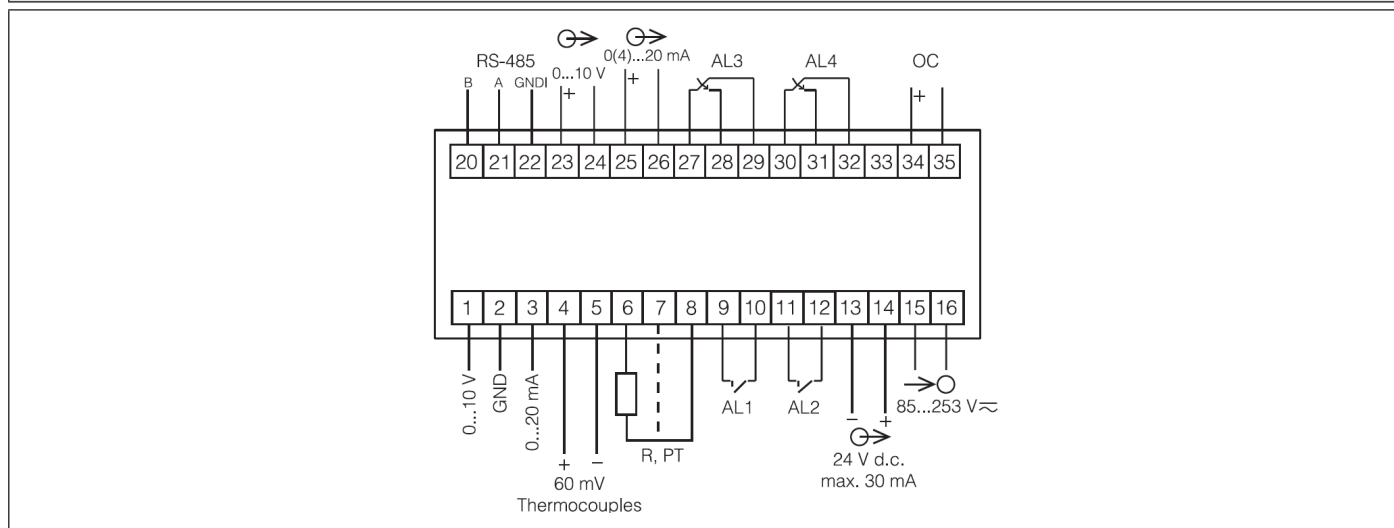 RS-485
B A GNDI
0...10 V
+
0(4)...20 mA
+
AL3
AL4
OC
+
20 21 22 23 24 25 26 27 28 29 30 31 32 33 34 35
1 2 3 4 5 6 7 8 9 10 11 12 13 14 15 16
0...10 V
GND
0...20 mA
+ −
60 mV
Thermocouples
R, PT
AL1
AL2
− +
24 V d.c.
max. 30 mA
85...253 V